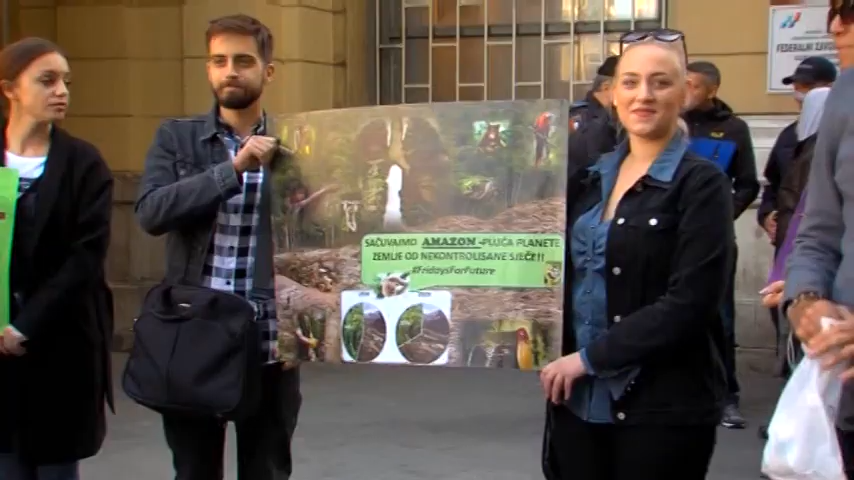 FEDERALNI ZAVOD
SAČUVAJMO AMAZON-PLUĆA PLANETE
ZEMLJE OD NEKONTROLISANE SJEČE!!
#FridaysForFuture